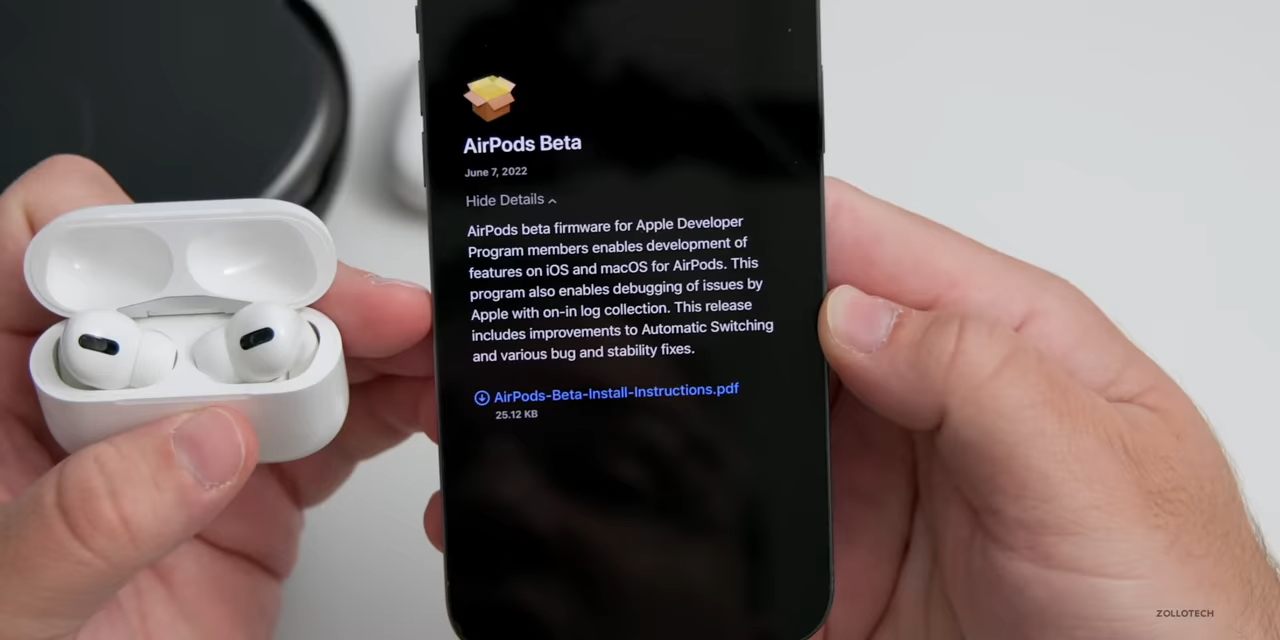 AirPods Beta
June 7, 2022
Hide Details
AirPods beta firmware for Apple Developer
Program members enables development of
features on iOS and macOS for AirPods. This
program also enables debugging of issues by
Apple with on-in log collection. This release
includes improvements to Automatic Switching
and various bug and stability fixes.
AirPods-Beta-Install-Instructions.pdf
25.12 KB
ZOLLOTECH